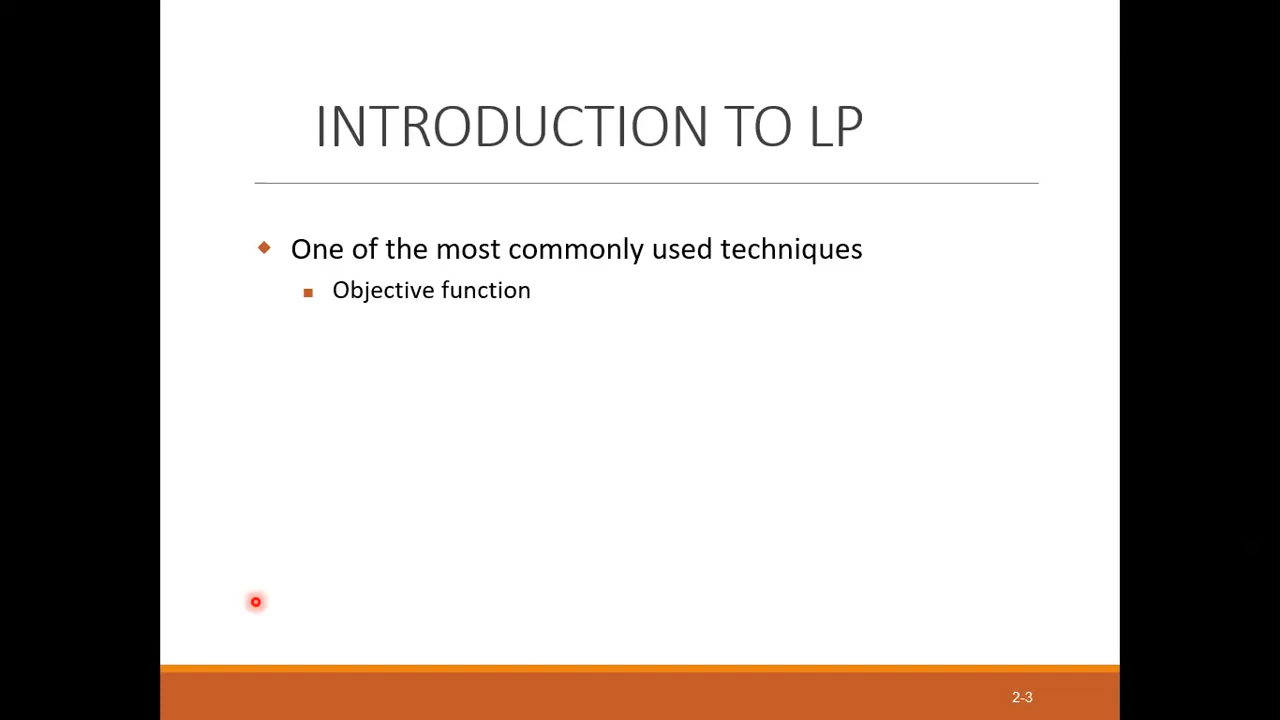 INTRODUCTION TO LP
One of the most commonly used techniques
Objective function
2-3